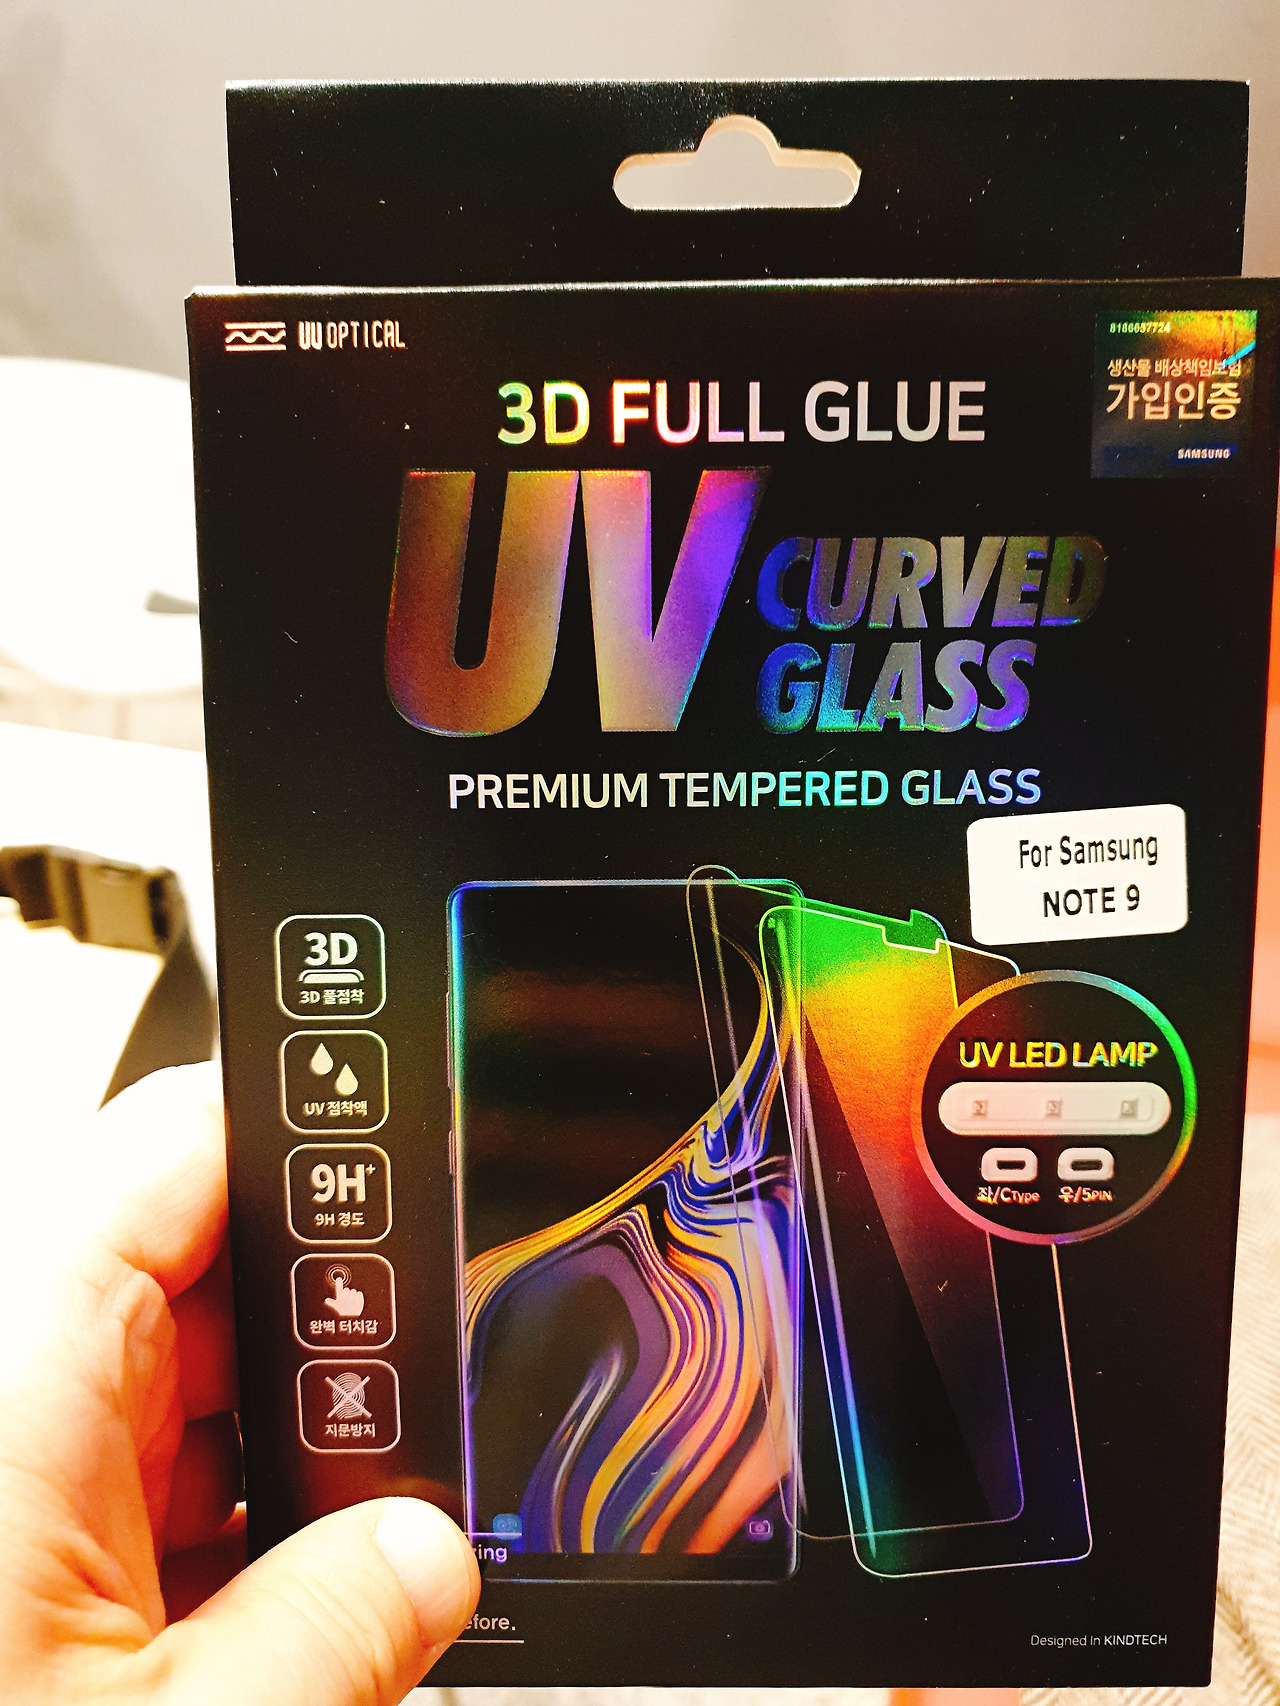 UU OPTICAL
8186657724
생산물 배상책임보험
가입인증
SAMSUNG
3D FULL GLUE
UV CURVED
GLASS
PREMIUM TEMPERED GLASS
For Samsung
NOTE 9
3D
3D 풀점착
UV 점착액
9H+
9H 경도
완벽 터치감
지문방지
UV LED LAMP
좌/CType 우/5PIN
Designed In KINDTECH